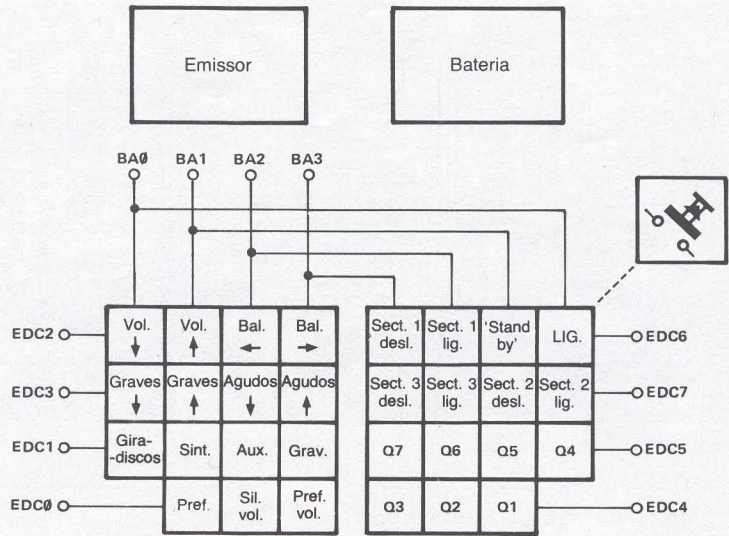 Emissor
Bateria
BA0 BA1 BA2 BA3
EDC2
Vol. ↓
Vol. ↑
Bal. ←
Bal. →
Sect. 1
desl.
Sect. 1
lig.
'Stand
by'
LIG.
EDC6
EDC3
Graves ↓
Graves ↑
Agudos ↓
Agudos ↑
Sect. 3
desl.
Sect. 3
lig.
Sect. 2
desl.
Sect. 2
lig.
EDC7
EDC1
Gira-
-discos
Sint.
Aux.
Grav.
Q7
Q6
Q5
Q4
EDC5
EDC0
Pref.
Sil.
vol.
Pref.
vol.
Q3
Q2
Q1
EDC4